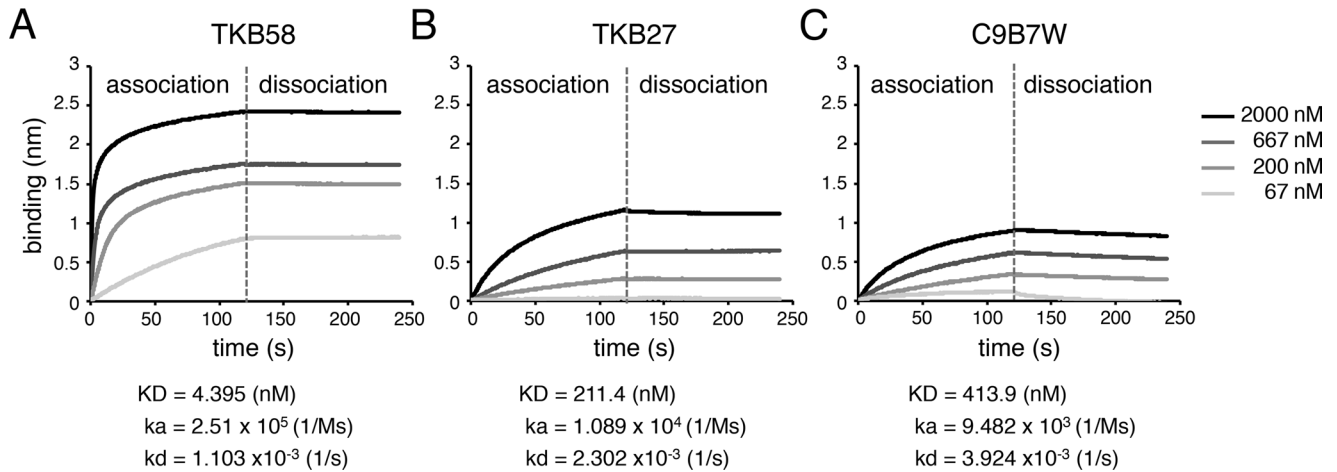 A
TKB58
3
2.5
2
1.5
1
0.5
0
binding (nm)
association
dissociation
0 50 100 150 200 250
time (s)
KD = 4.395 (nM)
ka = 2.51 x 10⁵ (1/Ms)
kd = 1.103 x10⁻³ (1/s)
B
TKB27
3
2.5
2
1.5
1
0.5
0
association
dissociation
0 50 100 150 200 250
time (s)
KD = 211.4 (nM)
ka = 1.089 x 10⁴ (1/Ms)
kd = 2.302 x10⁻³ (1/s)
C
C9B7W
3
2.5
2
1.5
1
0.5
0
association
dissociation
0 50 100 150 200 250
time (s)
KD = 413.9 (nM)
ka = 9.482 x 10³ (1/Ms)
kd = 3.924 x10⁻³ (1/s)
2000 nM
667 nM
200 nM
67 nM